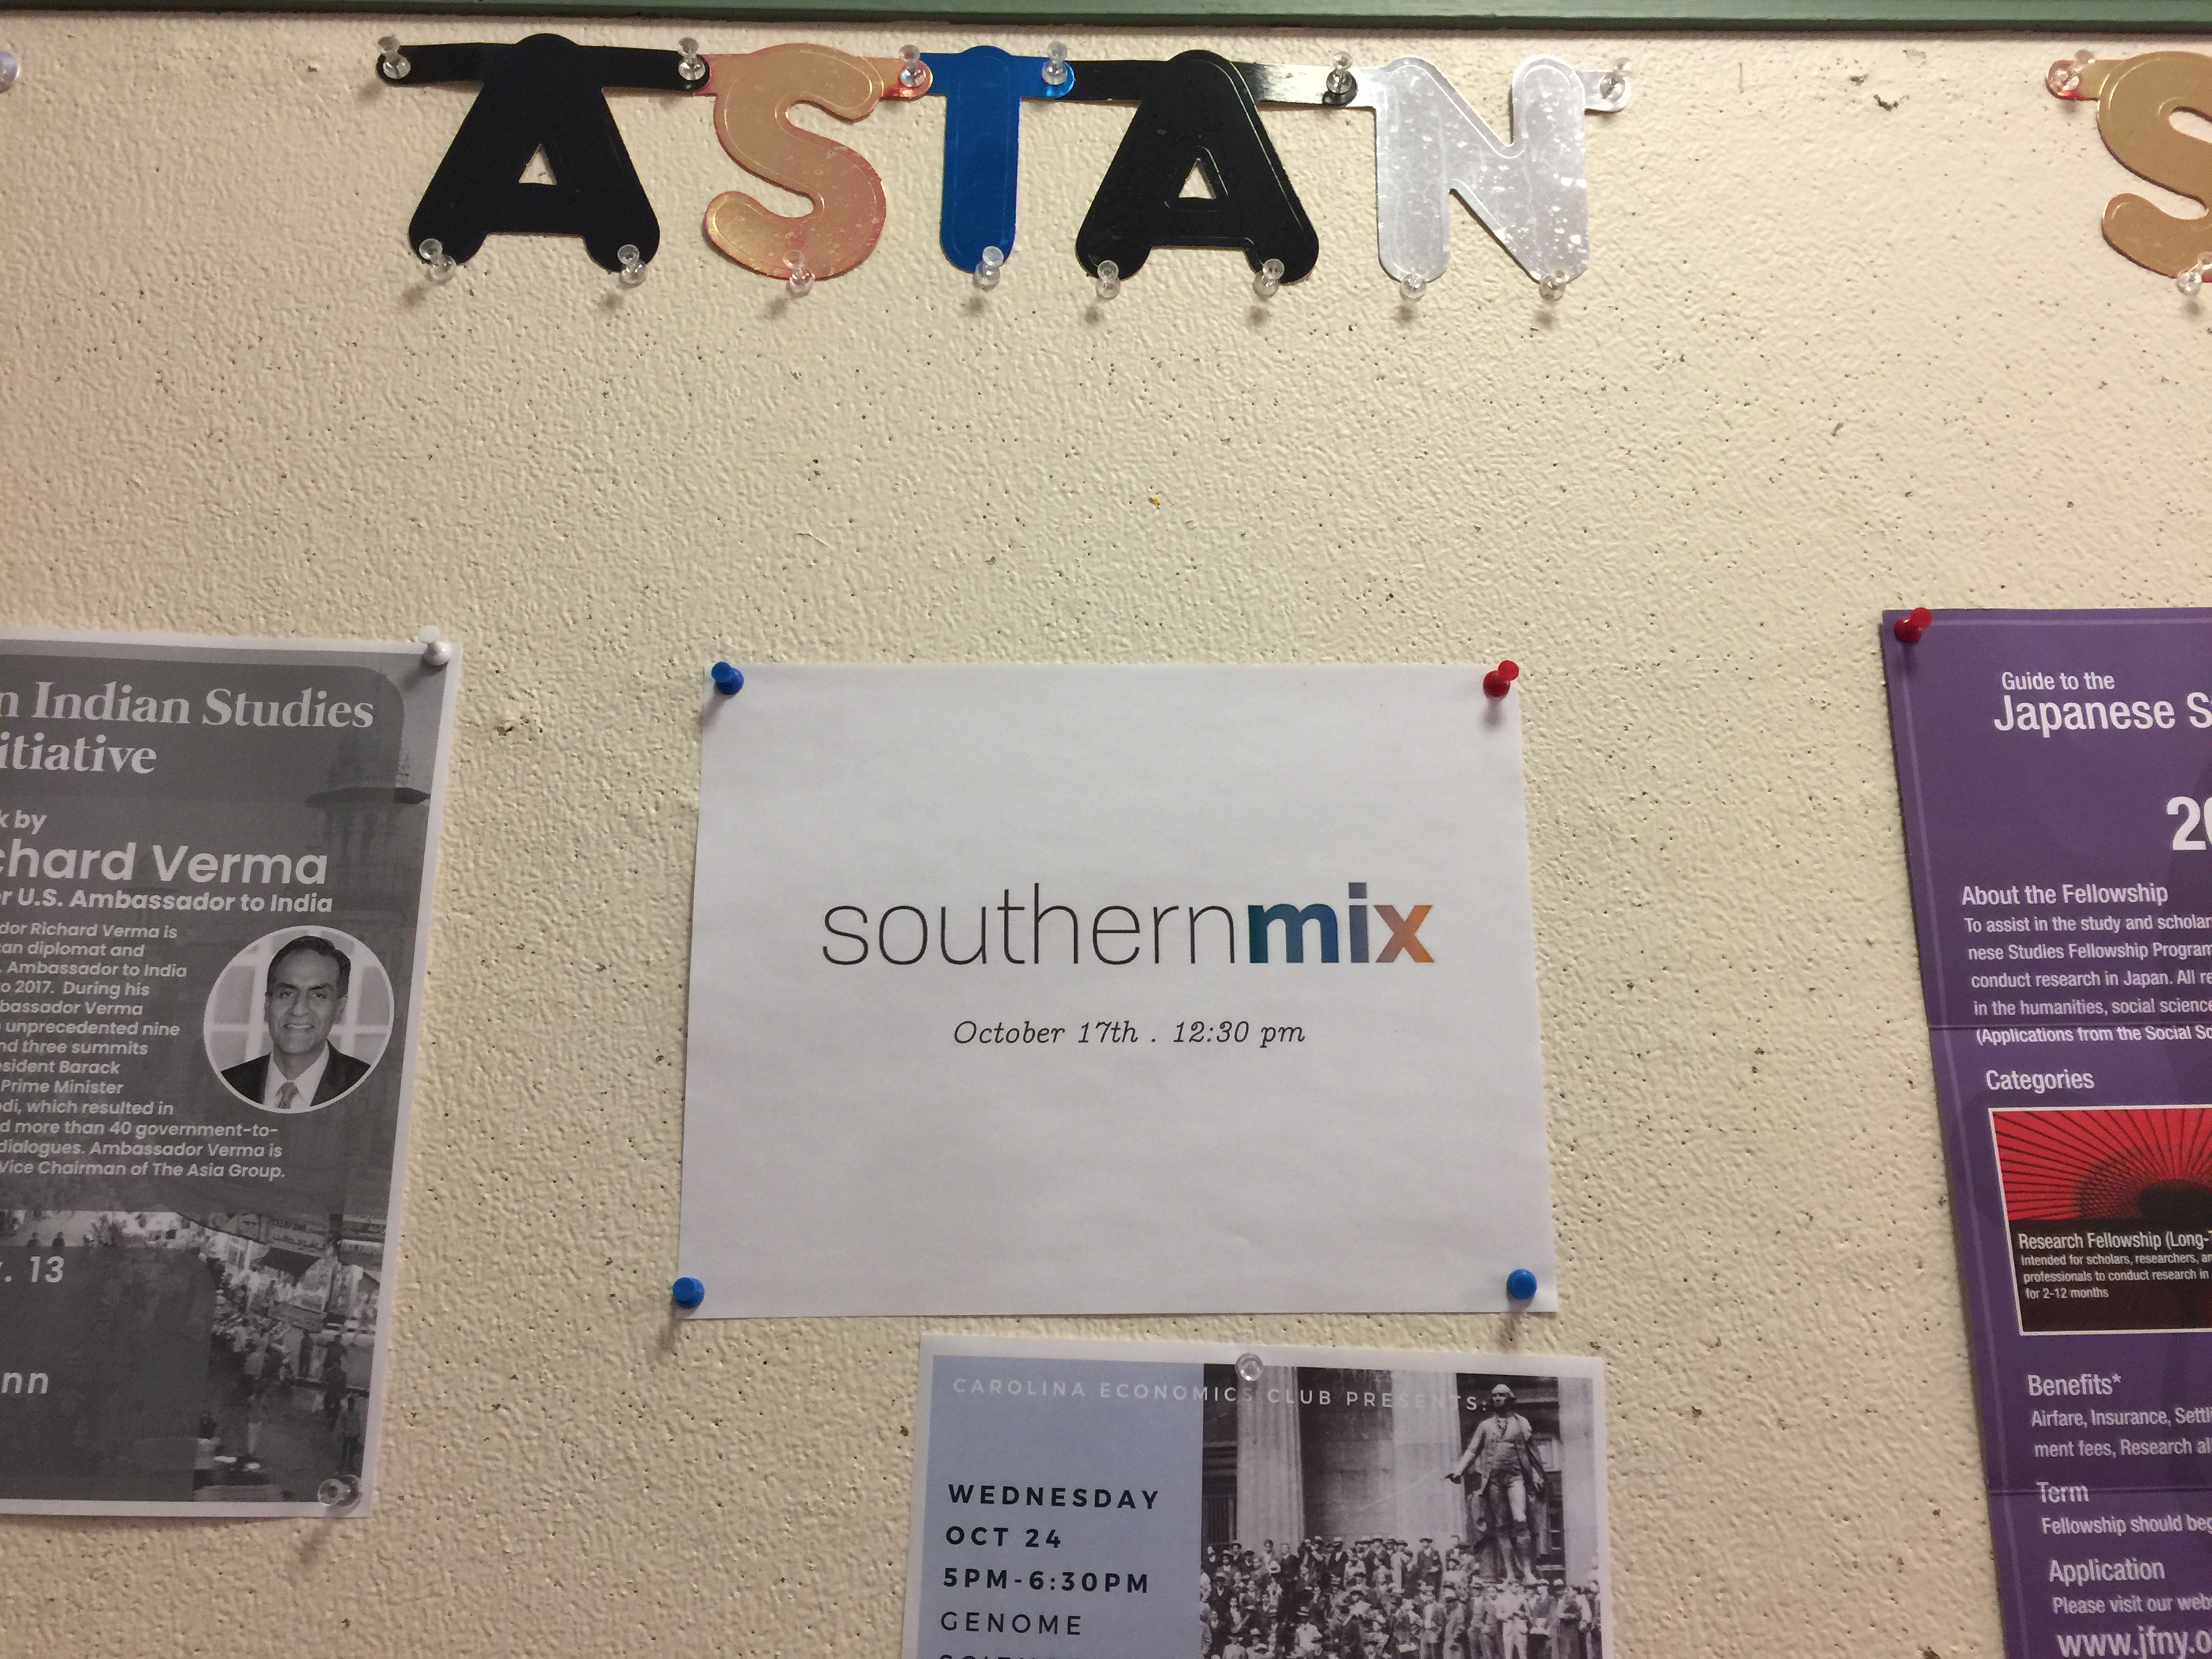 ASIAN S
n Indian Studies
itiative
k by
chard Verma
r U.S. Ambassador to India
dor Richard Verma is
can diplomat and
. Ambassador to India
o 2017. During his
bassador Verma
unprecedented nine
nd three summits
esident Barack
Prime Minister
di, which resulted in
d more than 40 government-to-
dialogues. Ambassador Verma is
Vice Chairman of The Asia Group.
. 13
nn
southernmix
October 17th . 12:30 pm
CAROLINA ECONOMICS CLUB PRESENTS:
WEDNESDAY
OCT 24
5PM-6:30PM
GENOME
Guide to the
Japanese S
20
About the Fellowship
To assist in the study and scholar
nese Studies Fellowship Program
conduct research in Japan. All re
in the humanities, social science
(Applications from the Social Sc
Categories
Research Fellowship (Long-T
Intended for scholars, researchers, an
professionals to conduct research in
for 2-12 months
Benefits*
Airfare, Insurance, Settl
ment fees, Research all
Term
Fellowship should beg
Application
Please visit our web
www.jfny.o